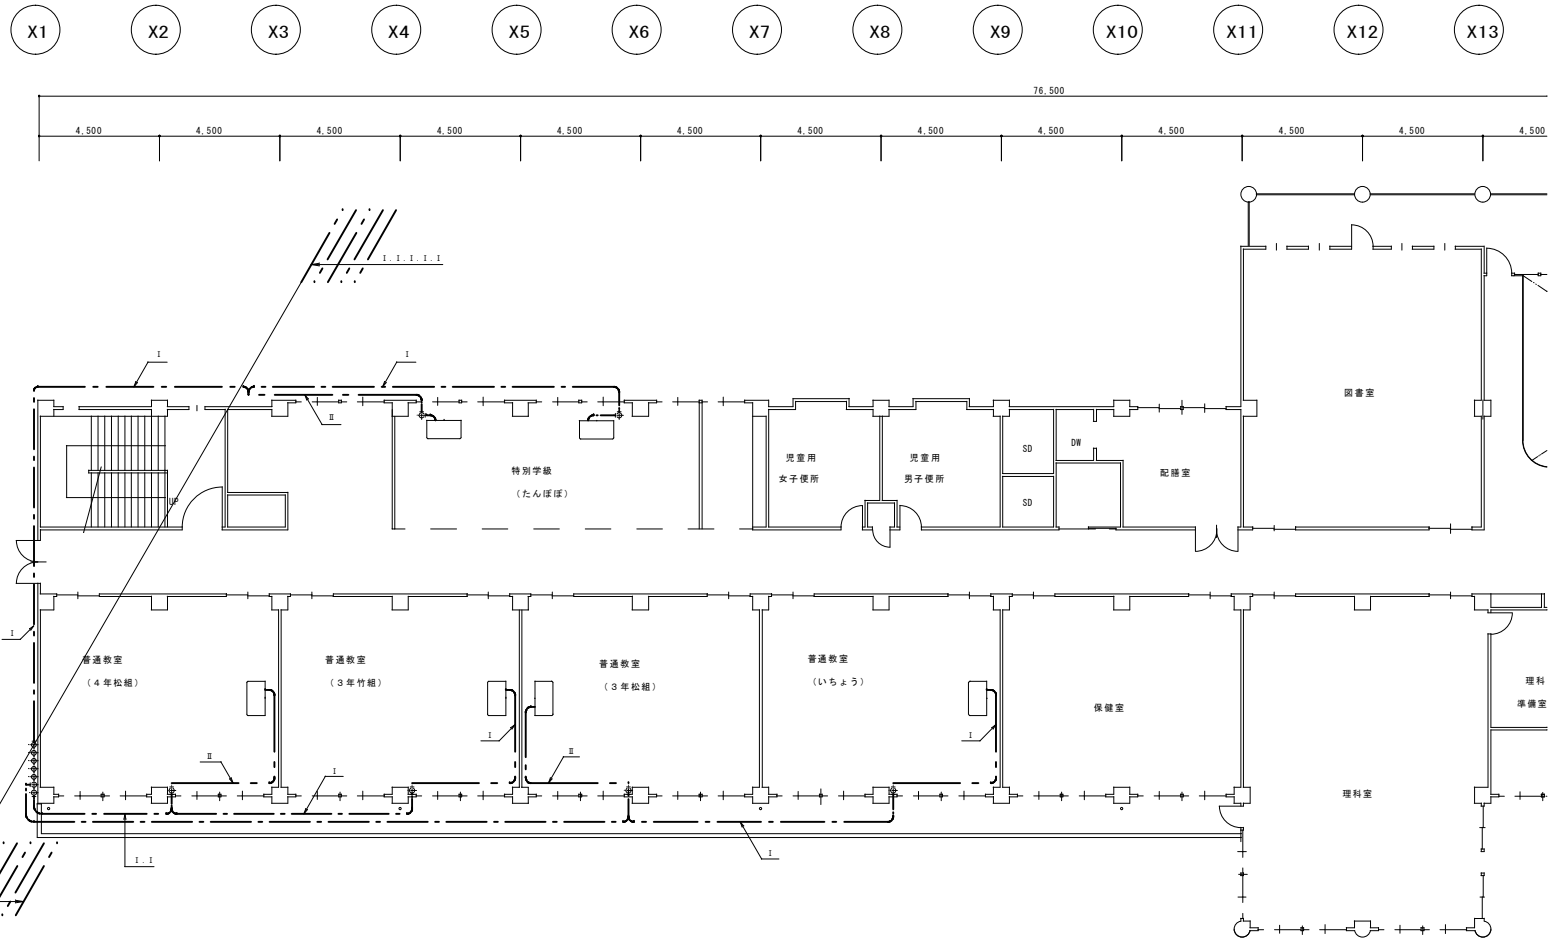 X1 X2 X3 X4 X5 X6 X7 X8 X9 X10 X11 X12 X13
76,500
4,500 4,500 4,500 4,500 4,500 4,500 4,500 4,500 4,500 4,500 4,500 4,500 4,500
I.I.I.I.I
I
I
II
図書室
特別学級
(たんぽぽ)
児童用
女子便所
児童用
男子便所
SD
DW
配膳室
UP
SD
I
普通教室
(4年松組)
普通教室
(3年竹組)
普通教室
(3年松組)
普通教室
(いちょう)
保健室
理科
準備室
II
I
I
II
I
理科室
I.I
I